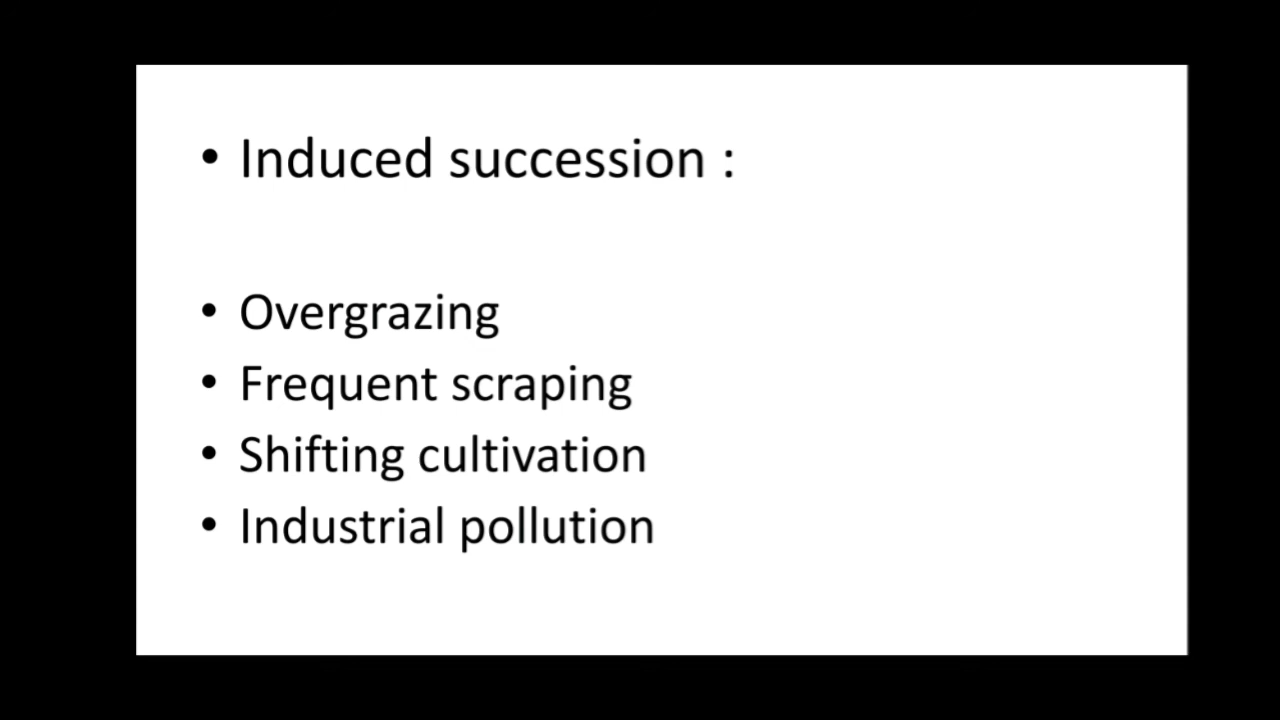 • Induced succession :
• Overgrazing
• Frequent scraping
• Shifting cultivation
• Industrial pollution